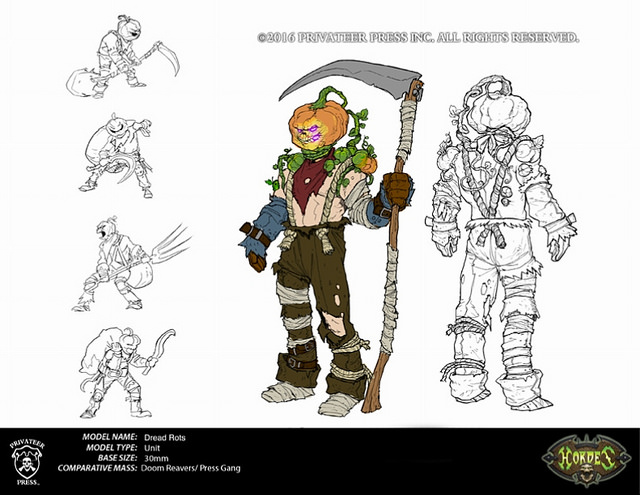 ©2016 PRIVATEER PRESS INC. ALL RIGHTS RESERVED.
MODEL NAME: Dread Rots
MODEL TYPE: Unit
BASE SIZE: 30mm
COMPARATIVE MASS: Doom Reavers/ Press Gang
PRIVATEER
PRESS
HORDES